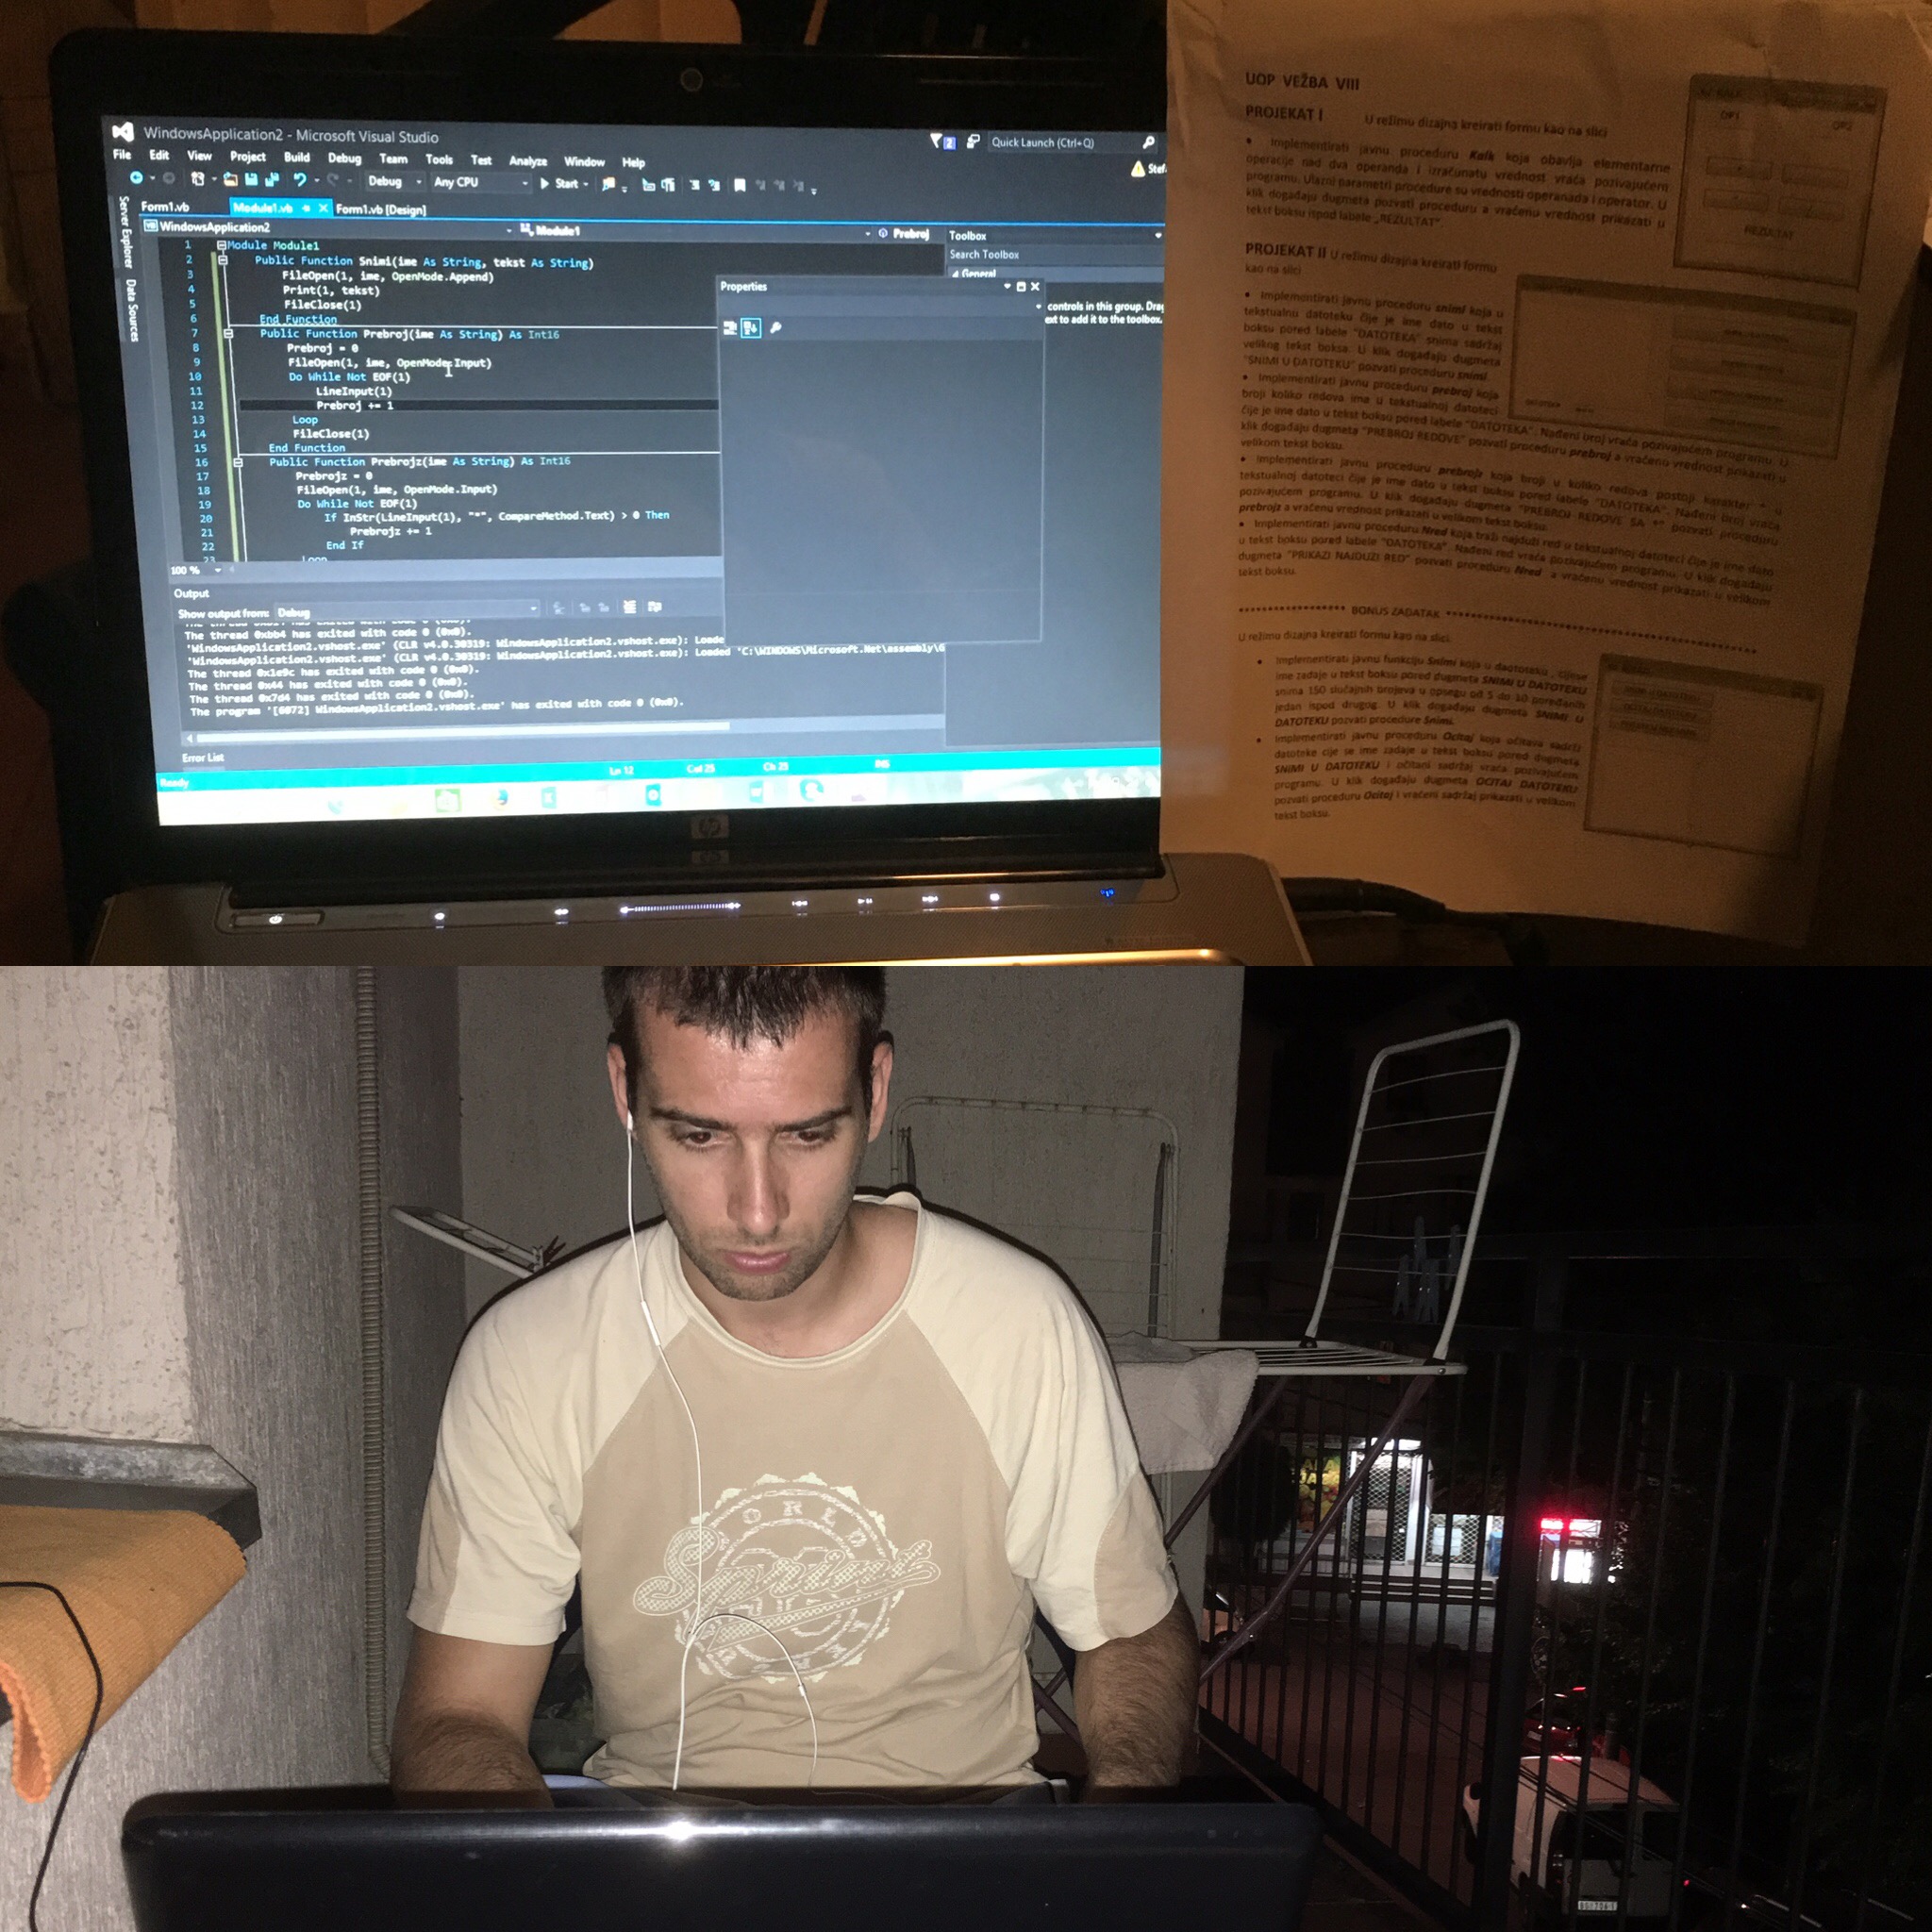 WindowsApplication2 - Microsoft Visual Studio
2
Quick Launch (Ctrl+Q)
File Edit View Project Build Debug Team Tools Test Analyze Window Help
Debug Any CPU Start
Stef
Server Explorer
Data Sources
Form1.vb Module1.vb Form1.vb [Design]
WindowsApplication2 Module1 Prebroj
1 Module Module1
2 Public Function Snimi(ime As String, tekst As String)
3 FileOpen(1, ime, OpenMode.Append)
4 Print(1, tekst)
5 FileClose(1)
6 End Function
7 Public Function Prebroj(ime As String) As Int16
8 Prebroj = 0
9 FileOpen(1, ime, OpenMode.Input)
10 Do While Not EOF(1)
11 LineInput(1)
12 Prebroj += 1
13 Loop
14 FileClose(1)
15 End Function
16 Public Function Prebrojz(ime As String) As Int16
17 Prebrojz = 0
18 FileOpen(1, ime, OpenMode.Input)
19 Do While Not EOF(1)
20 If InStr(LineInput(1), "*", CompareMethod.Text) > 0 Then
21 Prebrojz += 1
22 End If
23 Loop
100 %
Toolbox
Search Toolbox
General
controls in this group. Drag
ext to add it to the toolbox.
Properties
Output
Show output from: Debug
The thread 0xbb4 has exited with code 0 (0x0).
'WindowsApplication2.vshost.exe' (CLR v4.0.30319: WindowsApplication2.vshost.exe): Loaded
'WindowsApplication2.vshost.exe' (CLR v4.0.30319: WindowsApplication2.vshost.exe): Loaded 'C:\WINDOWS\Microsoft.Net\assembly\G
The thread 0x1e9c has exited with code 0 (0x0).
The thread 0x44 has exited with code 0 (0x0).
The thread 0x7d4 has exited with code 0 (0x0).
The program '[6072] WindowsApplication2.vshost.exe' has exited with code 0 (0x0).
Error List
Ready Ln 12 Col 25 Ch 25 INS
hp
UOP VEŽBA VIII
PROJEKAT I U režimu dizajna kreirati formu kao na slici
• Implementirati javnu proceduru Kalk koja obavlja elementarne
operacije nad dva operanda i izračunatu vrednost vraća pozivajućem
programu. Ulazni parametri procedure su vrednosti operanada i operator. U
klik događaju dugmeta pozvati proceduru a vraćenu vrednost prikazati u
tekst boksu ispod labele „REZULTAT".
OP1 OP2
REZULTAT
PROJEKAT II U režimu dizajna kreirati formu
kao na slici
• Implementirati javnu proceduru snimi koja u
tekstualnu datoteku čije je ime dato u tekst
boksu pored labele "DATOTEKA" snima sadržaj
velikog tekst boksa. U klik događaju dugmeta
"SNIMI U DATOTEKU" pozvati proceduru snimi.
• Implementirati javnu proceduru prebroj koja
broji koliko redova ima u tekstualnoj datoteci
čije je ime dato u tekst boksu pored labele "DATOTEKA". Nađeni broj vraća pozivajućem programu. U
klik događaju dugmeta "PREBROJ REDOVE" pozvati proceduru prebroj a vraćenu vrednost prikazati u
velikom tekst boksu.
• Implementirati javnu proceduru prebrojz koja broji u koliko redova postoji karakter * u
tekstualnoj datoteci čije je ime dato u tekst boksu pored labele "DATOTEKA". Nađeni broj vraća
pozivajućem programu. U klik događaju dugmeta "PREBROJ REDOVE SA *" pozvati proceduru
prebrojz a vraćenu vrednost prikazati u velikom tekst boksu.
• Implementirati javnu proceduru Nred koja traži najduži red u tekstualnoj datoteci čije je ime dato
u tekst boksu pored labele "DATOTEKA". Nađeni red vraća pozivajućem programu. U klik događaju
dugmeta "PRIKAZI NAJDUZI RED" pozvati proceduru Nred a vraćenu vrednost prikazati u velikom
tekst boksu.
BONUS ZADATAK
U režimu dizajna kreirati formu kao na slici.
• Implementirati javnu funkciju Snimi koja u datoteku, čije
ime zadaje u tekst boksu pored dugmeta SNIMI U DATOTEKU
snima 150 slučajnih brojeva u opsegu od 5 do 10 poređanih
jedan ispod drugog. U klik događaju dugmeta SNIMI U
DATOTEKU pozvati procedure Snimi.
• Implementirati javnu proceduru Ocitaj koja očitava sadrži
datoteke cije se ime zadaje u tekst boksu pored dugmeta
SNIMI U DATOTEKU i očitani sadržaj vraća pozivajućem
programu. U klik događaju dugmeta OCITAJ DATOTEKU
pozvati proceduru Ocitaj i vraćeni sadržaj prikazati u velikom
tekst boksu.
WORLD
Series